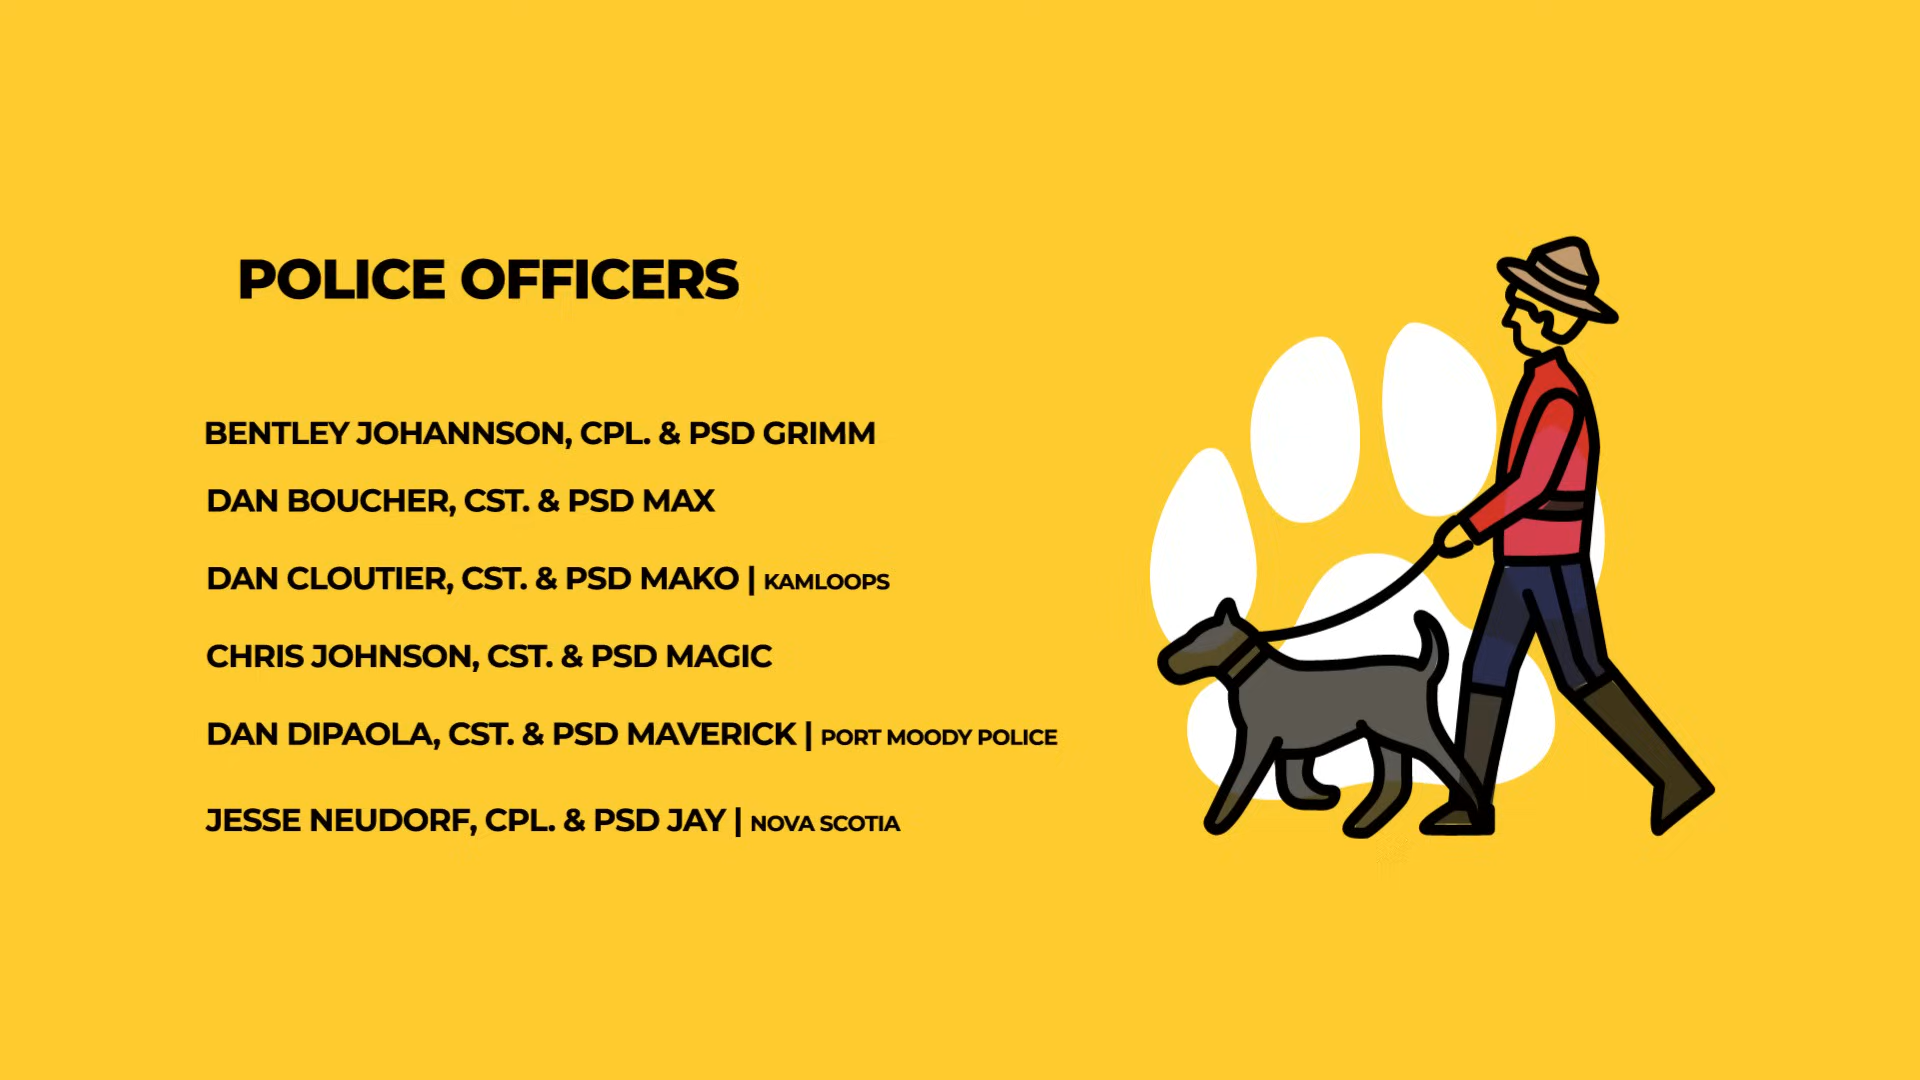 POLICE OFFICERS
BENTLEY JOHANNSON, CPL. & PSD GRIMM
DAN BOUCHER, CST. & PSD MAX
DAN CLOUTIER, CST. & PSD MAKO | KAMLOOPS
CHRIS JOHNSON, CST. & PSD MAGIC
DAN DIPAOLA, CST. & PSD MAVERICK | PORT MOODY POLICE
JESSE NEUDORF, CPL. & PSD JAY | NOVA SCOTIA